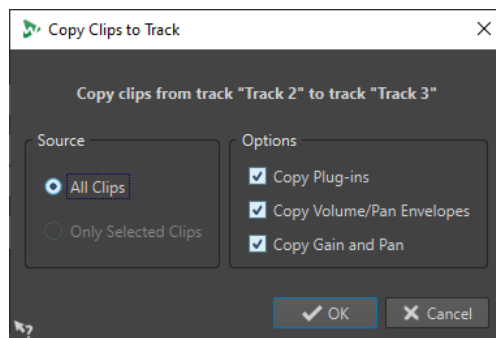 Copy Clips to Track
Copy clips from track "Track 2" to track "Track 3"
Source
All Clips
Only Selected Clips
Options
Copy Plug-ins
Copy Volume/Pan Envelopes
Copy Gain and Pan
?
OK
Cancel